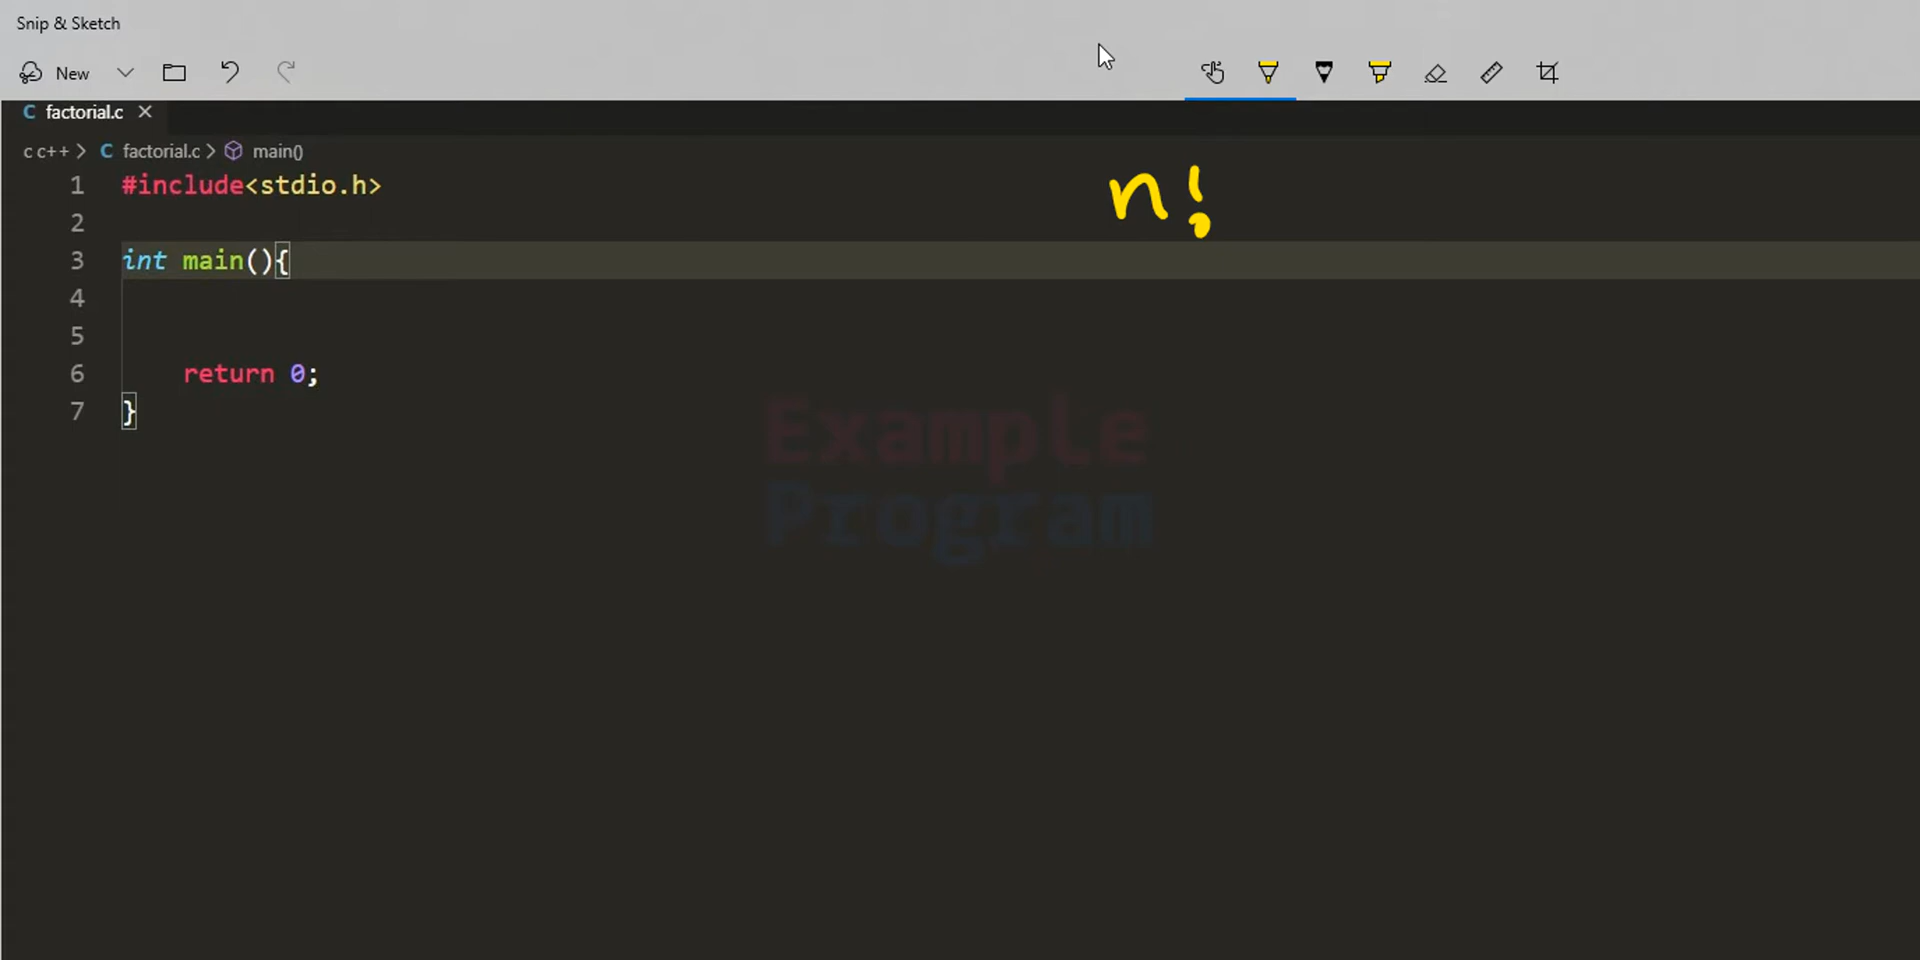 Snip & Sketch
New
factorial.c
c c++ > C factorial.c > main()
n!
1 #include<stdio.h>
2
3 int main(){
4
5
6 return 0;
7 }
Example
Program